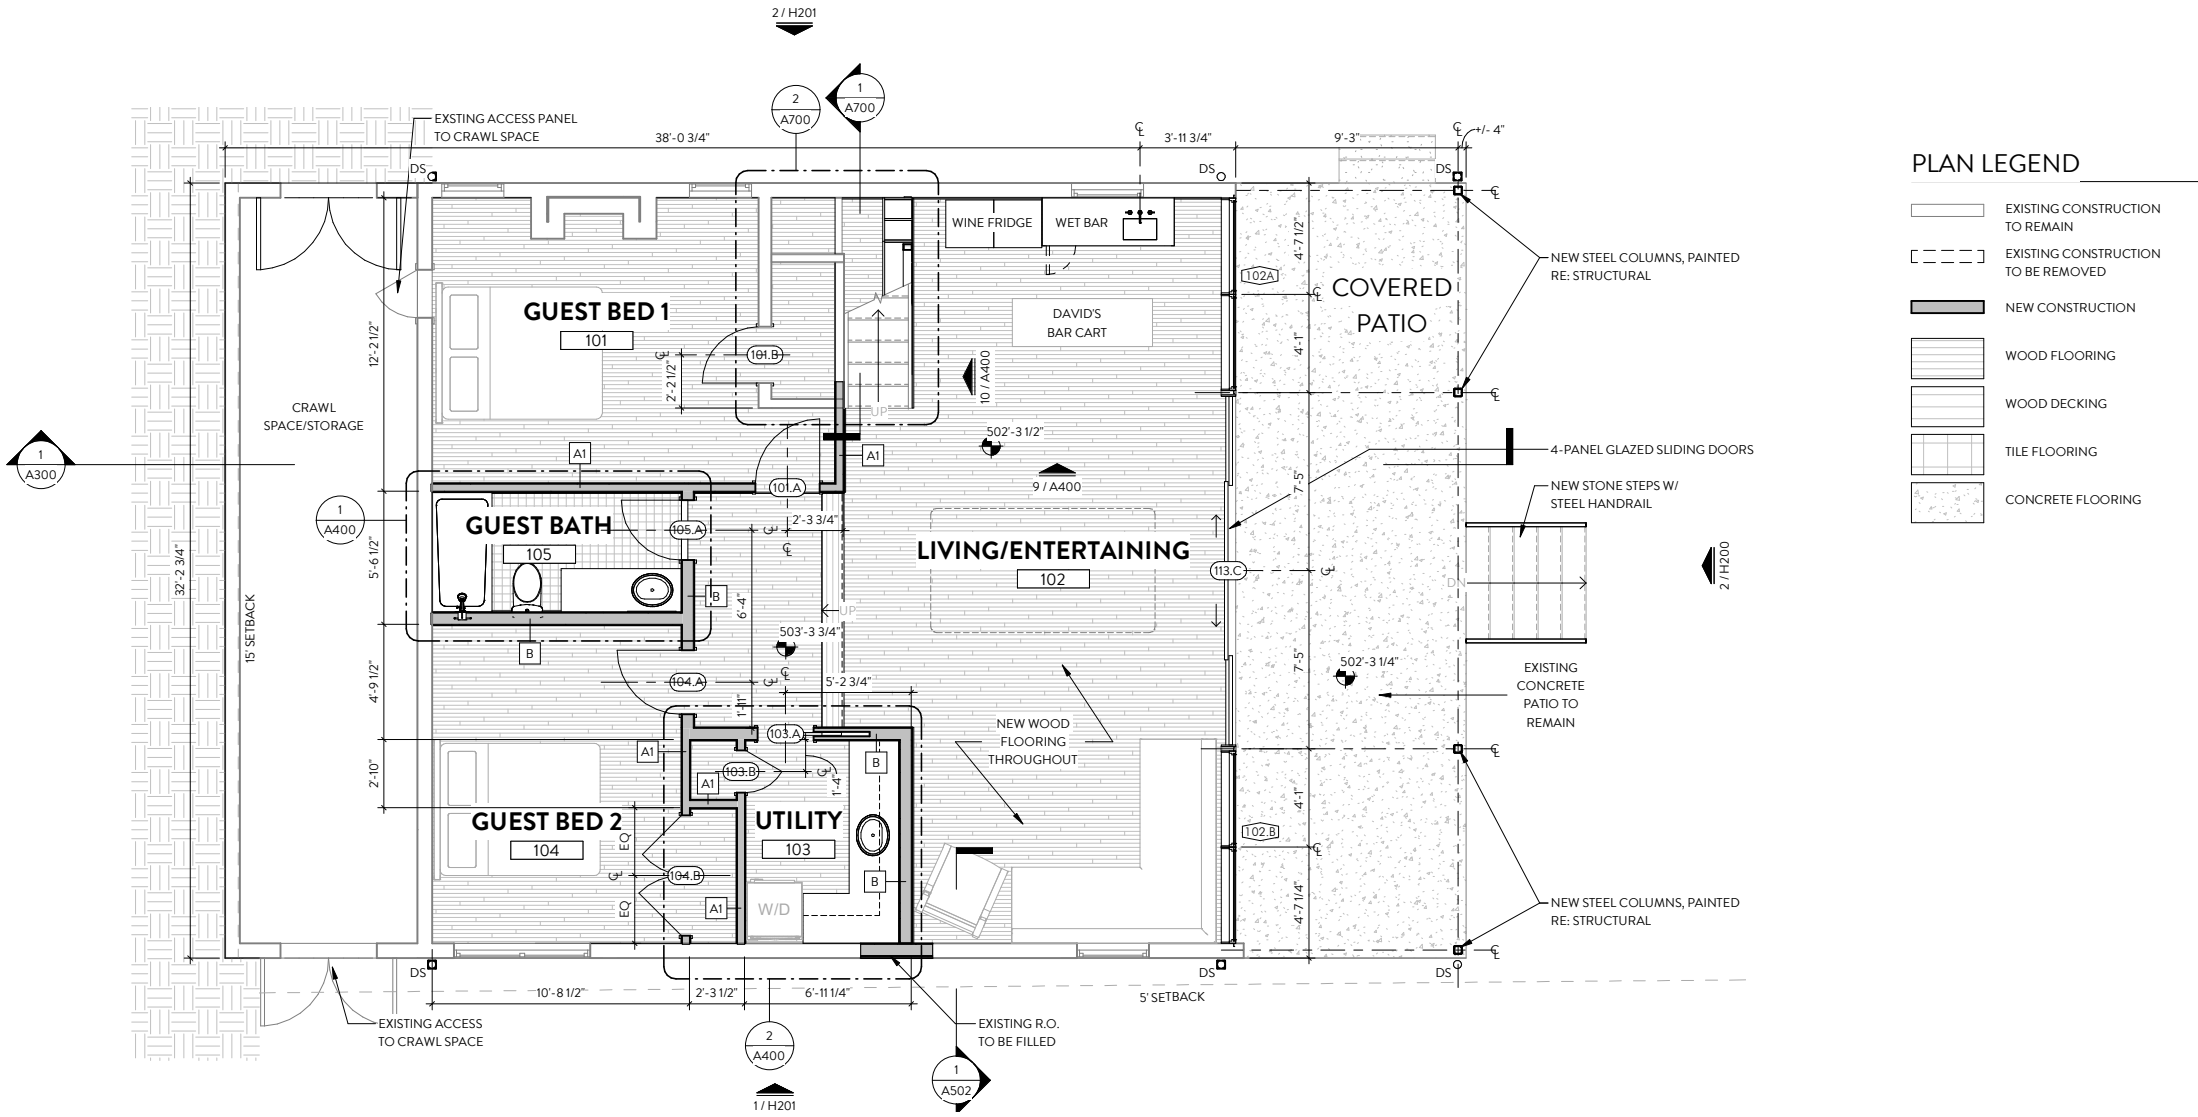 2 / H201
2
A700
1
A700
EXSTING ACCESS PANEL
TO CRAWL SPACE
38'-0 3/4"
3'-11 3/4"
9'-3"
+/- 4"
DS
DS
DS
PLAN LEGEND
EXISTING CONSTRUCTION
TO REMAIN
EXISTING CONSTRUCTION
TO BE REMOVED
NEW CONSTRUCTION
WOOD FLOORING
WOOD DECKING
TILE FLOORING
CONCRETE FLOORING
WINE FRIDGE
WET BAR
4'-7 1/2"
NEW STEEL COLUMNS, PAINTED
RE: STRUCTURAL
102A
COVERED
PATIO
GUEST BED 1
101
DAVID'S
BAR CART
12'-2 1/2"
101.B
2'-2 1/2"
4'-1"
10 / A400
UP
CRAWL
SPACE/STORAGE
502'-3 1/2"
1
A300
A1
A1
4-PANEL GLAZED SLIDING DOORS
9 / A400
101.A
7'-5"
NEW STONE STEPS W/
STEEL HANDRAIL
1
A400
GUEST BATH
105
105.A
2'-3 3/4"
5'-6 1/2"
32'-2 3/4"
LIVING/ENTERTAINING
102
113.C
2 / H200
DN
B
6'-4"
UP
15' SETBACK
503'-3 3/4"
B
502'-3 1/4"
104.A
5'-2 3/4"
7'-5"
EXISTING
CONCRETE
PATIO TO
REMAIN
4'-9 1/2"
1'-11"
103.A
NEW WOOD
FLOORING
THROUGHOUT
A1
B
103.B
A1
1'-4"
2'-10"
4'-1"
GUEST BED 2
104
UTILITY
103
102.B
EQ
104.B
B
EQ
A1
W/D
4'-7 1/4"
NEW STEEL COLUMNS, PAINTED
RE: STRUCTURAL
DS
DS
DS
10'-8 1/2"
2'-3 1/2"
6'-11 1/4"
5' SETBACK
EXISTING ACCESS
TO CRAWL SPACE
2
A400
EXISTING R.O.
TO BE FILLED
1
A502
1 / H201